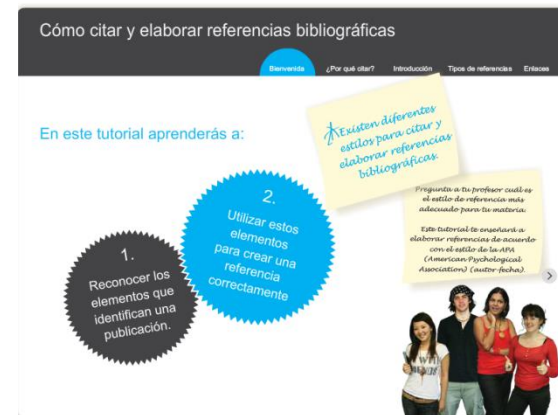 Cómo citar y elaborar referencias bibliográficas
Bienvenida ¿Por qué citar? Introducción Tipos de referencias Enlaces
En este tutorial aprenderás a:
1.
Reconocer los
elementos que
identifican una
publicación.
2.
Utilizar estos
elementos
para crear una
referencia
correctamente
Existen diferentes
estilos para citar y
elaborar referencias
bibliográficas.
Pregunta a tu profesor cuál es
el estilo de referencia más
adecuado para tu materia.
Este tutorial te enseñará a
elaborar referencias de acuerdo
con el estilo de la APA
(American Psychological
Association) (autor-fecha).